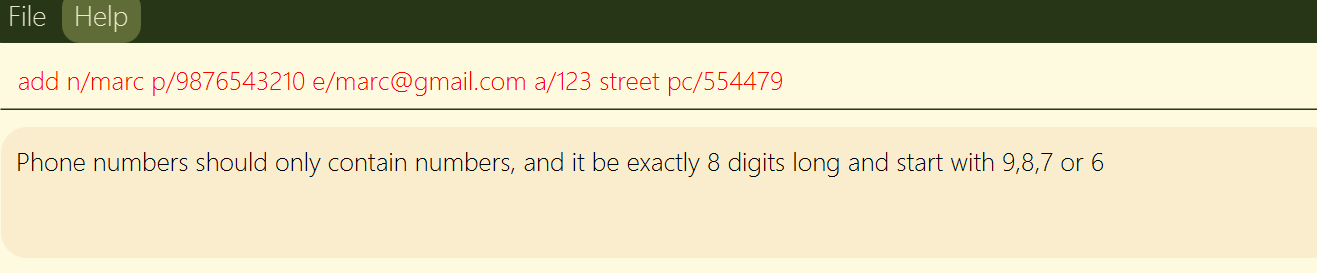 File Help
add n/marc p/9876543210 e/marc@gmail.com a/123 street pc/554479
Phone numbers should only contain numbers, and it be exactly 8 digits long and start with 9,8,7 or 6